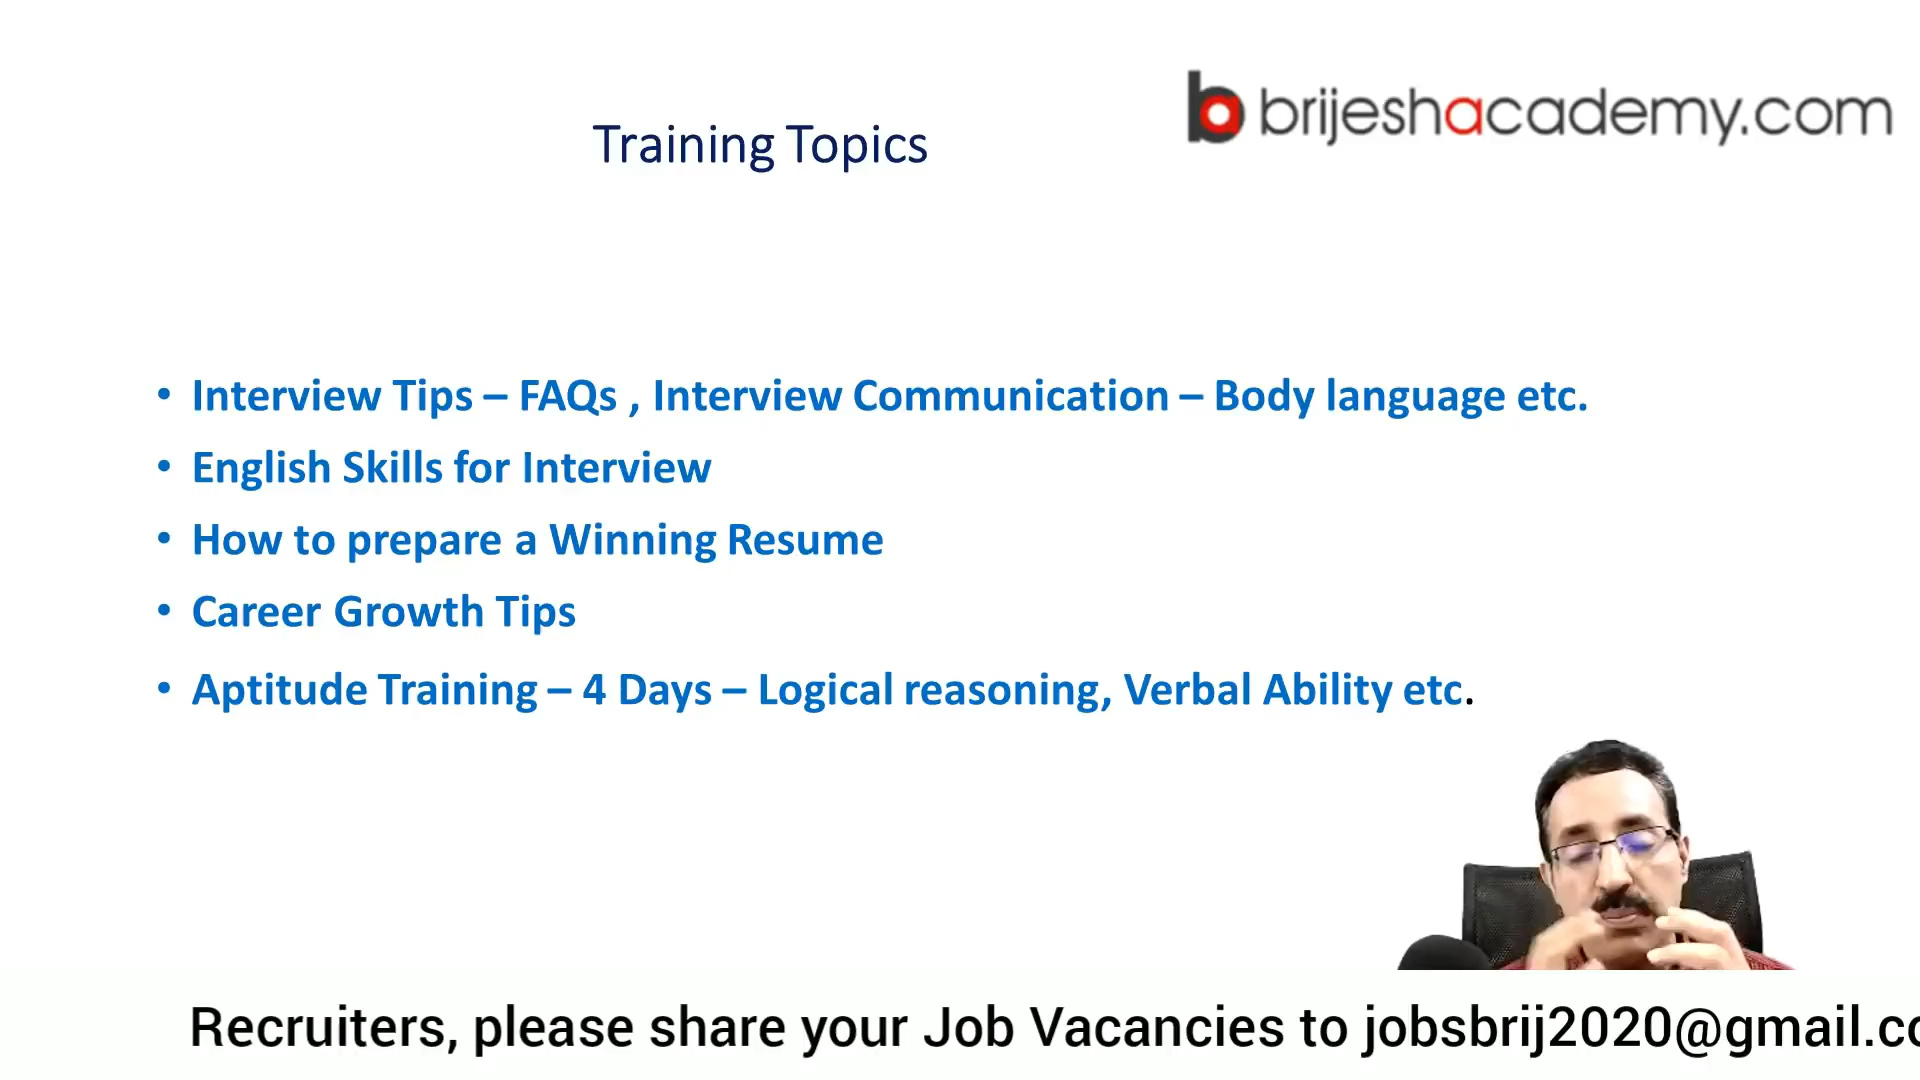 brijeshacademy.com
Training Topics
• Interview Tips – FAQs , Interview Communication – Body language etc.
• English Skills for Interview
• How to prepare a Winning Resume
• Career Growth Tips
• Aptitude Training – 4 Days – Logical reasoning, Verbal Ability etc.
Recruiters, please share your Job Vacancies to jobsbrij2020@gmail.co